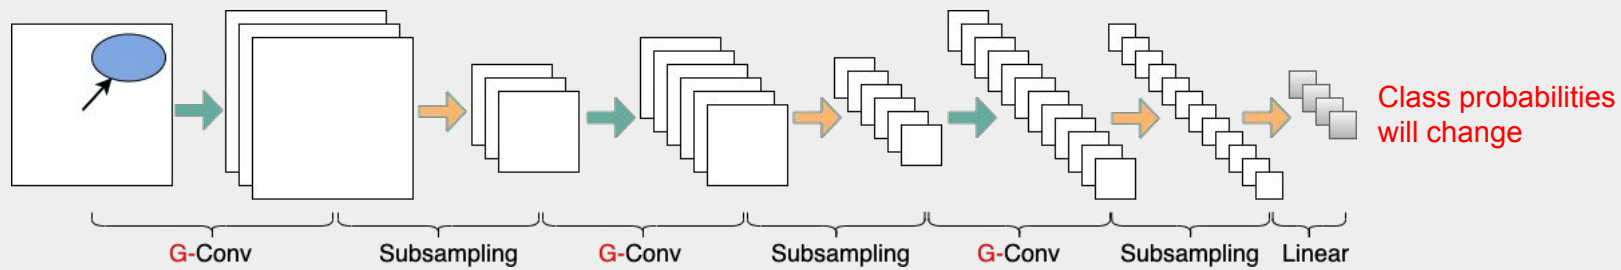 Class probabilities
will change
G-Conv
Subsampling
G-Conv
Subsampling
G-Conv
Subsampling
Linear